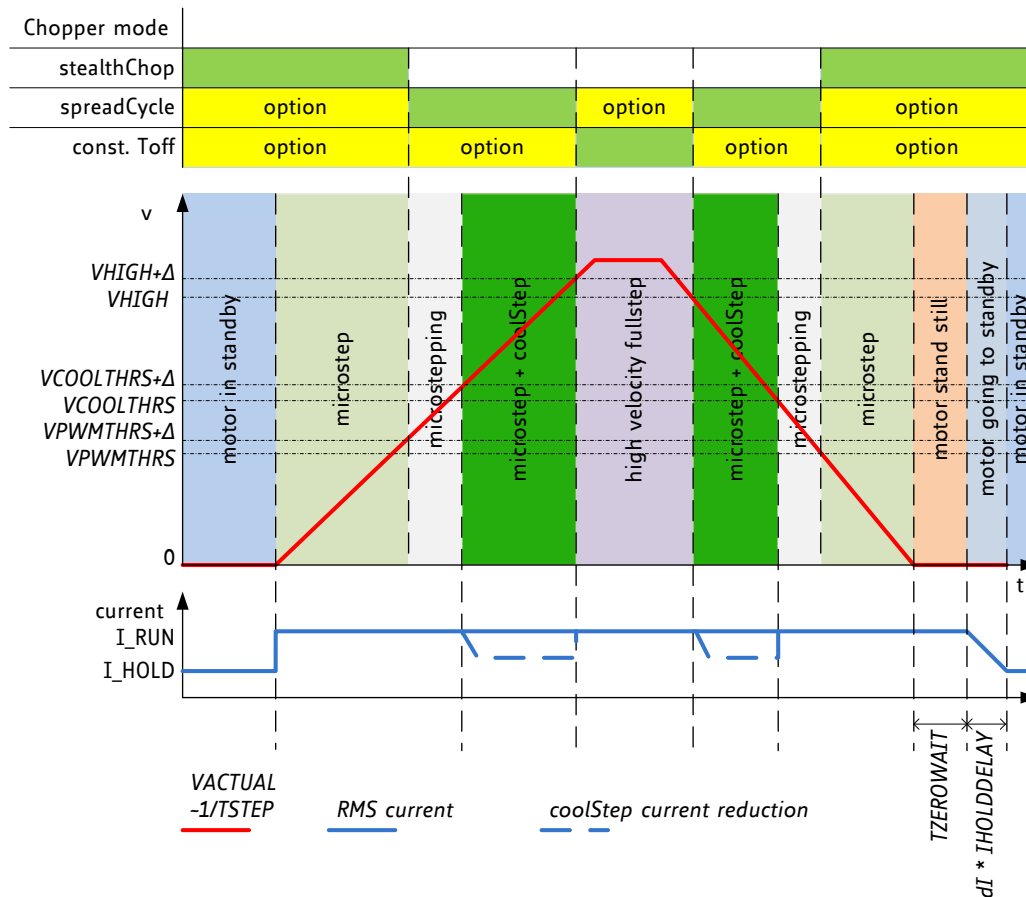 Chopper mode
stealthChop
spreadCycle option option option
const. Toff option option option option
v
VHIGH+Δ
VHIGH
VCOOLTHRS+Δ
VCOOLTHRS
VPWMTHRS+Δ
VPWMTHRS
0
t
motor in standby
microstep
microstepping
microstep + coolStep
high velocity fullstep
microstep + coolStep
microstepping
microstep
motor stand still
motor going to standby
motor in standby
current
I_RUN
I_HOLD
TZEROWAIT
dI * IHOLDDELAY
VACTUAL
~1/TSTEP
RMS current
coolStep current reduction